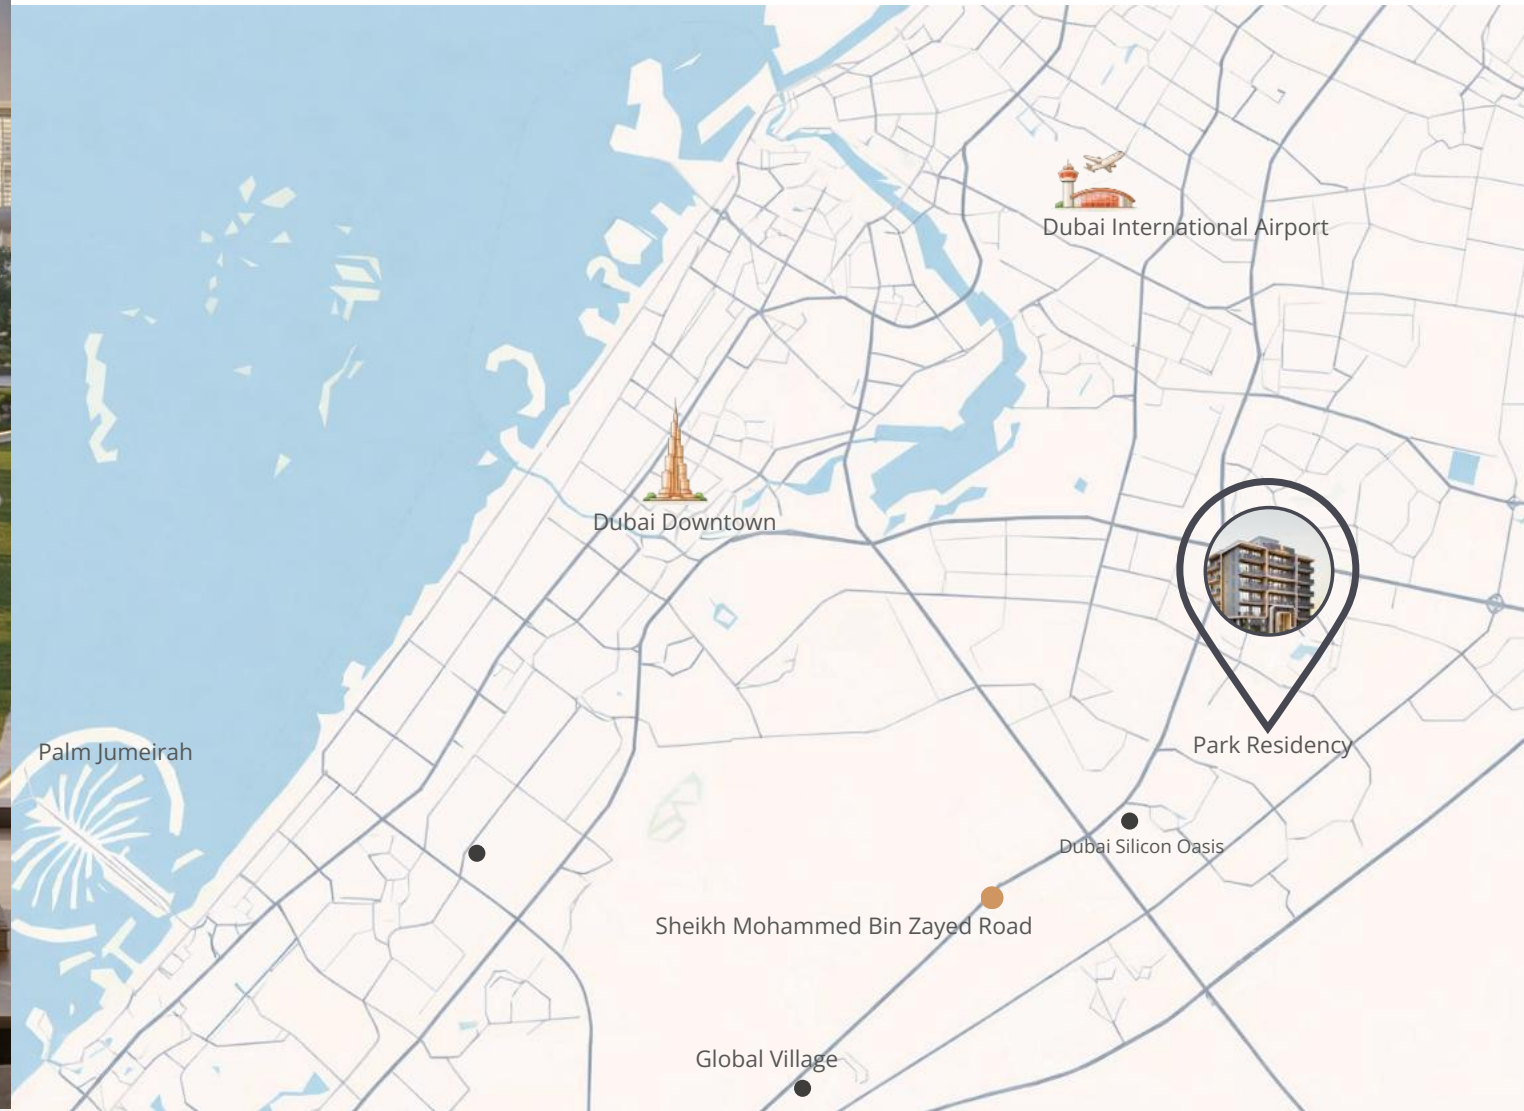 Dubai International Airport
Dubai Downtown
Park Residency
Palm Jumeirah
Dubai Silicon Oasis
Sheikh Mohammed Bin Zayed Road
Global Village